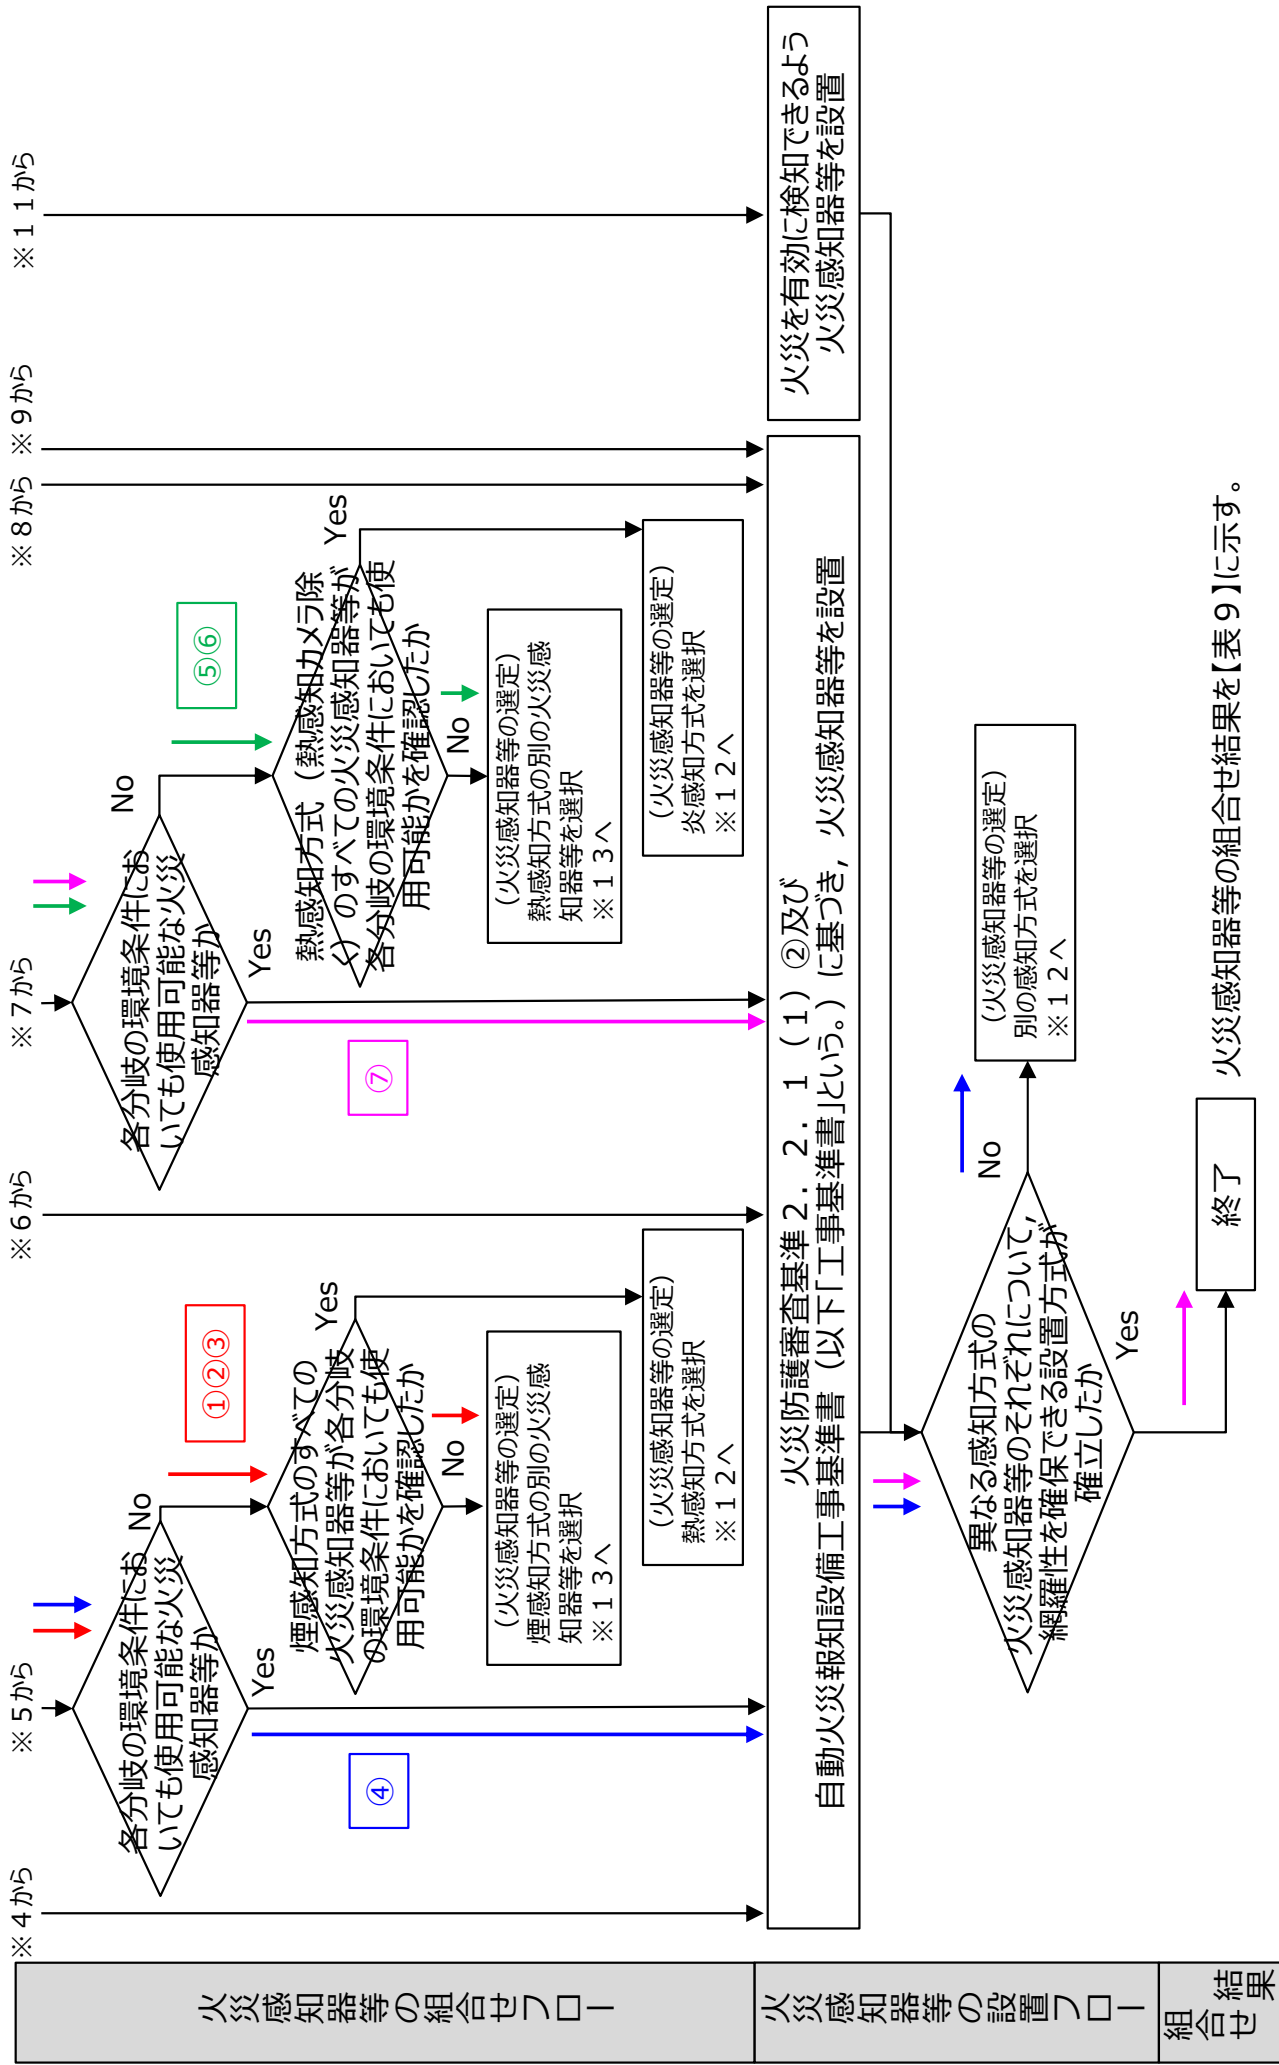 火災感知器等の組合せフロー
※４から
※５から
※６から
※７から
※８から
※９から
※１１から
各分岐の環境条件にお
いても使用可能な火災
感知器等か
No
Yes
①②③
④
煙感知方式のすべての
火災感知器等が各分岐
の環境条件においても使
用可能かを確認したか
Yes
No
（火災感知器等の選定）
煙感知方式の別の火災感
知器等を選択
※１３へ
（火災感知器等の選定）
熱感知方式を選択
※１２へ
各分岐の環境条件にお
いても使用可能な火災
感知器等か
No
Yes
⑤⑥
⑦
熱感知方式（熱感知カメラ除
く）のすべての火災感知器等が
各分岐の環境条件においても使
用可能かを確認したか
Yes
No
（火災感知器等の選定）
熱感知方式の別の火災感
知器等を選択
※１３へ
（火災感知器等の選定）
炎感知方式を選択
※１２へ
火災感知器等の設置フロー
火災防護審査基準２．２．１（１）②及び
自動火災報知設備工事基準書（以下「工事基準書」という。）に基づき，火災感知器等を設置
火災を有効に検知できるよう
火災感知器等を設置
異なる感知方式の
火災感知器等のそれぞれについて，
網羅性を確保できる設置方式が
確立したか
No
Yes
（火災感知器等の選定）
別の感知方式を選択
※１２へ
組合せ
結果
終了
火災感知器等の組合せ結果を【表９】に示す。